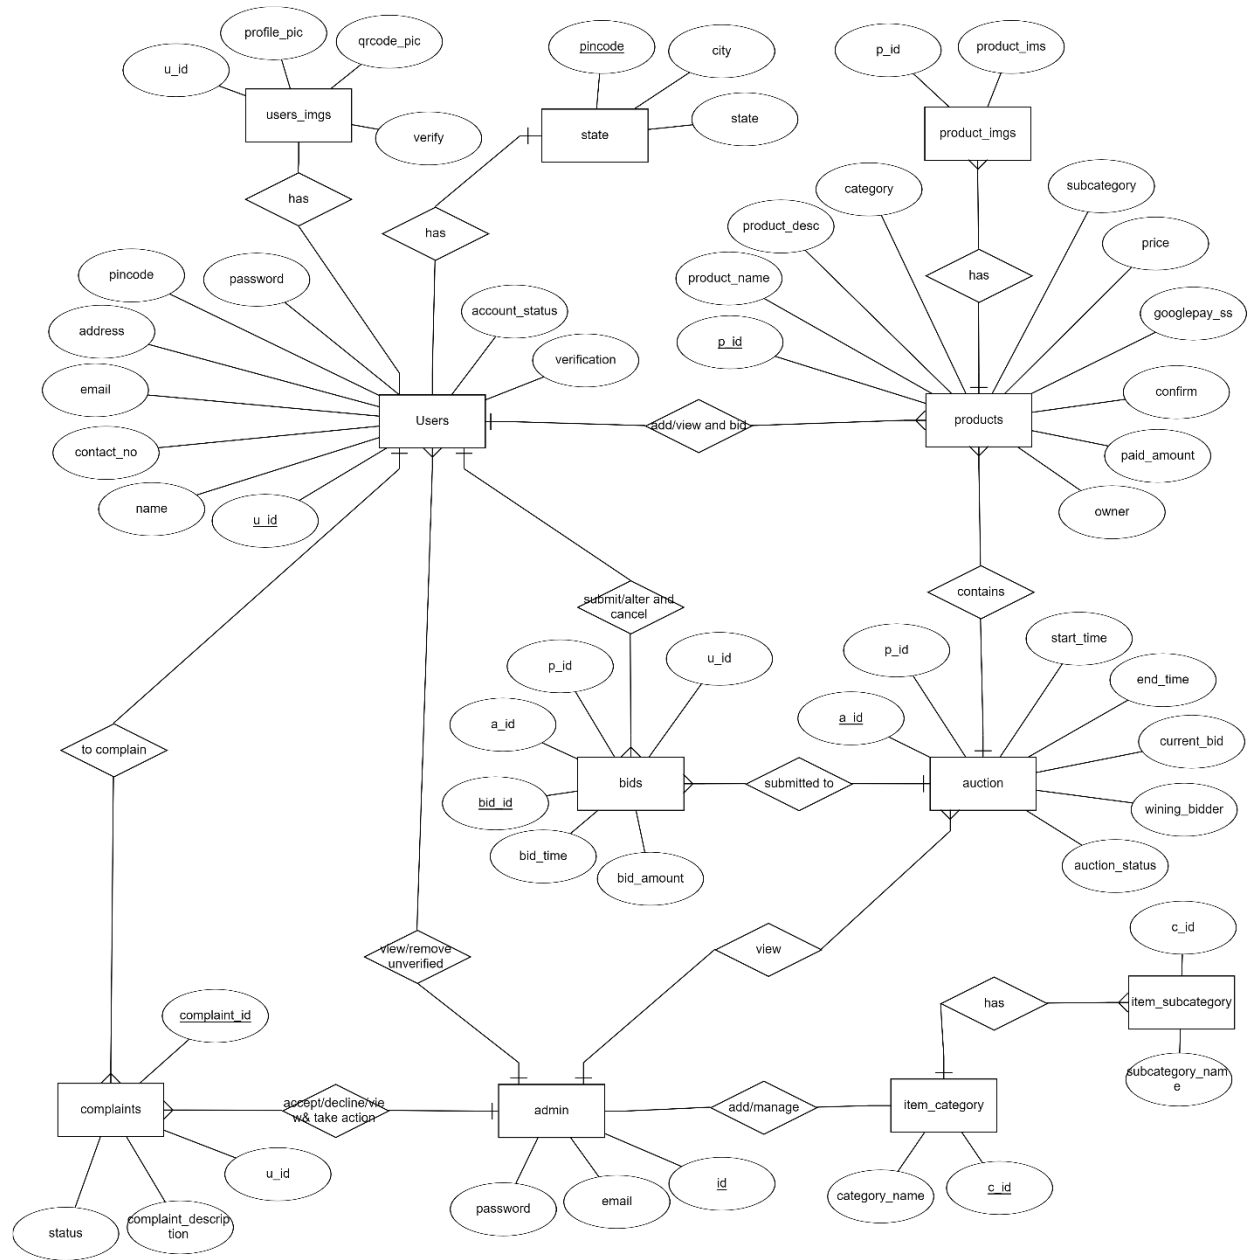 profile_pic
qrcode_pic
u_id
users_imgs
verify
has
pincode
city
state
state
has
p_id
product_ims
product_imgs
category
subcategory
product_desc
price
product_name
has
googlepay_ss
p_id
confirm
products
paid_amount
owner
pincode
password
account_status
address
verification
email
Users
contact_no
name
u_id
add/view and bid
submit/alter and
cancel
contains
p_id
u_id
a_id
bids
bid_id
bid_time
bid_amount
submitted to
p_id
start_time
end_time
a_id
current_bid
auction
wining_bidder
auction_status
to complain
view/remove
unverified
view
c_id
has
item_subcategory
subcategory_nam
e
complaint_id
complaints
accept/decline/vie
w& take action
admin
add/manage
item_category
u_id
status
complaint_descrip
tion
password
email
id
category_name
c_id